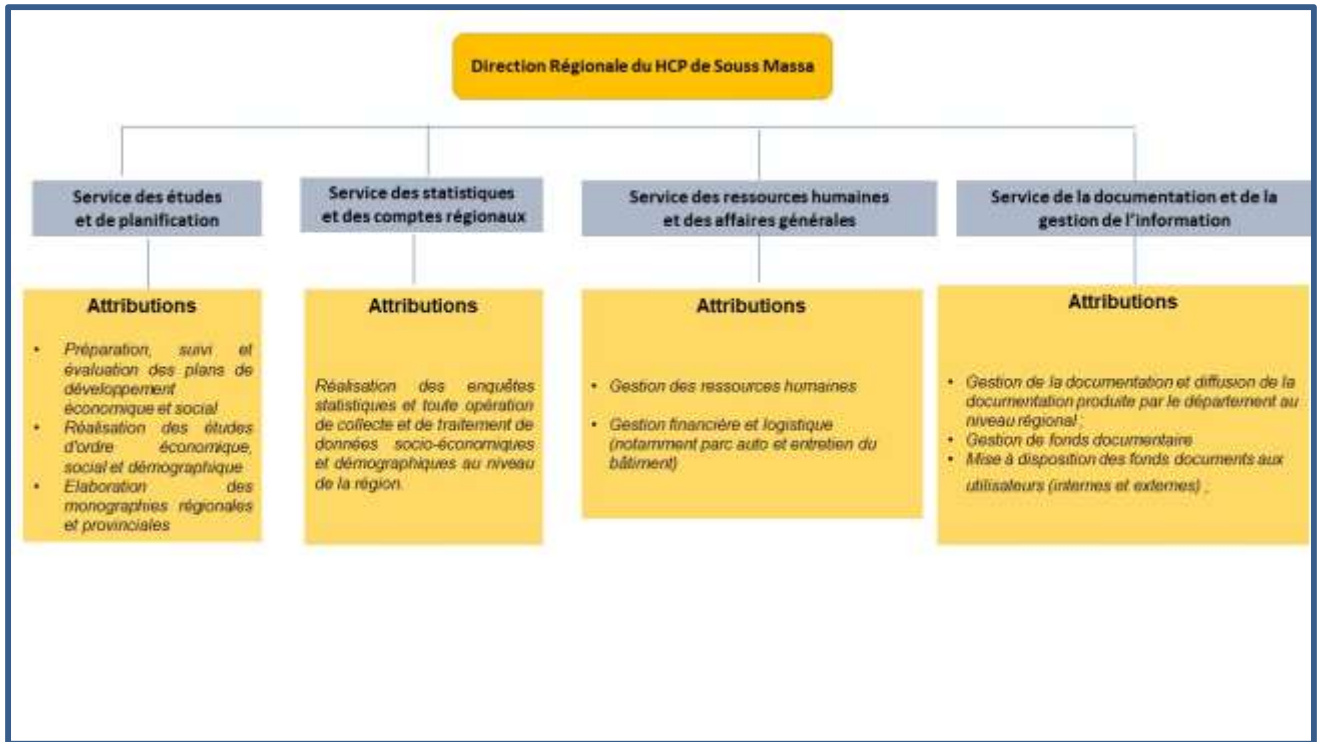 Direction Régionale du HCP de Souss Massa
Service des études
et de planification
Attributions
• Préparation, suivi et
évaluation des plans de
développement
économique et social
• Réalisation des études
d'ordre économique,
social et démographique
• Elaboration des
monographies régionales
et provinciales
Service des statistiques
et des comptes régionaux
Attributions
Réalisation des enquêtes
statistiques et toute opération
de collecte et de traitement de
données socio-économiques
et démographiques au niveau
de la région.
Service des ressources humaines
et des affaires générales
Attributions
• Gestion des ressources humaines
• Gestion financière et logistique
(notamment parc auto et entretien du
bâtiment)
Service de la documentation et de la
gestion de l'information
Attributions
• Gestion de la documentation et diffusion de la
documentation produite par le département au
niveau régional ;
• Gestion de fonds documentaire
• Mise à disposition des fonds documents aux
utilisateurs (internes et externes) ;